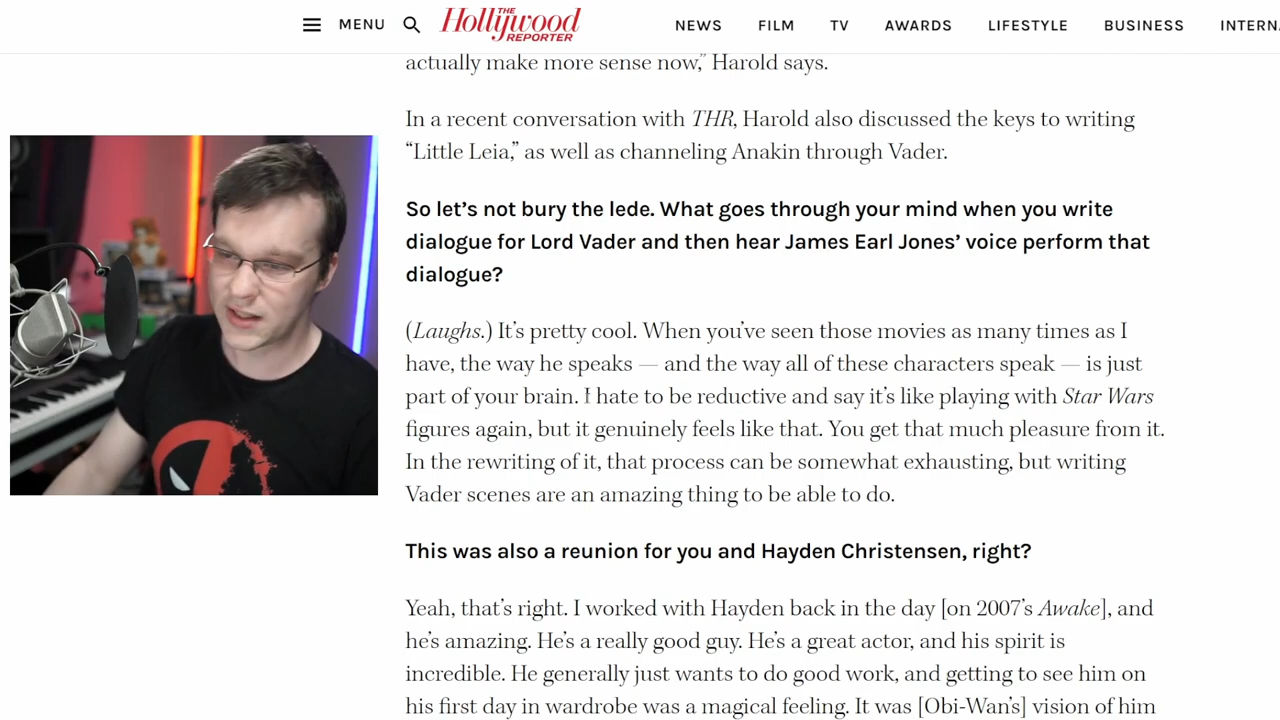 MENU
THE
Hollywood
REPORTER
NEWS FILM TV AWARDS LIFESTYLE BUSINESS INTERNA
actually make more sense now,” Harold says.
In a recent conversation with THR, Harold also discussed the keys to writing
“Little Leia,” as well as channeling Anakin through Vader.
So let’s not bury the lede. What goes through your mind when you write
dialogue for Lord Vader and then hear James Earl Jones’ voice perform that
dialogue?
(Laughs.) It’s pretty cool. When you’ve seen those movies as many times as I
have, the way he speaks — and the way all of these characters speak — is just
part of your brain. I hate to be reductive and say it’s like playing with Star Wars
figures again, but it genuinely feels like that. You get that much pleasure from it.
In the rewriting of it, that process can be somewhat exhausting, but writing
Vader scenes are an amazing thing to be able to do.
This was also a reunion for you and Hayden Christensen, right?
Yeah, that’s right. I worked with Hayden back in the day [on 2007’s Awake], and
he’s amazing. He’s a really good guy. He’s a great actor, and his spirit is
incredible. He generally just wants to do good work, and getting to see him on
his first day in wardrobe was a magical feeling. It was [Obi-Wan’s] vision of him